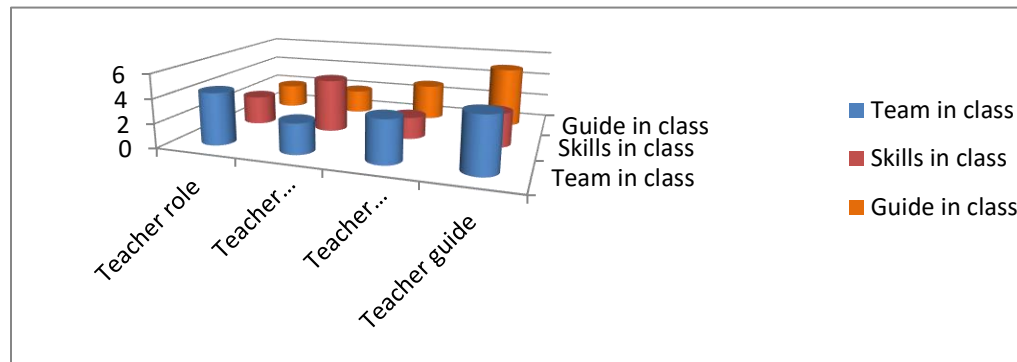 6
4
2
0
Teacher role
Teacher...
Teacher...
Teacher guide
Guide in class
Skills in class
Team in class
Team in class
Skills in class
Guide in class